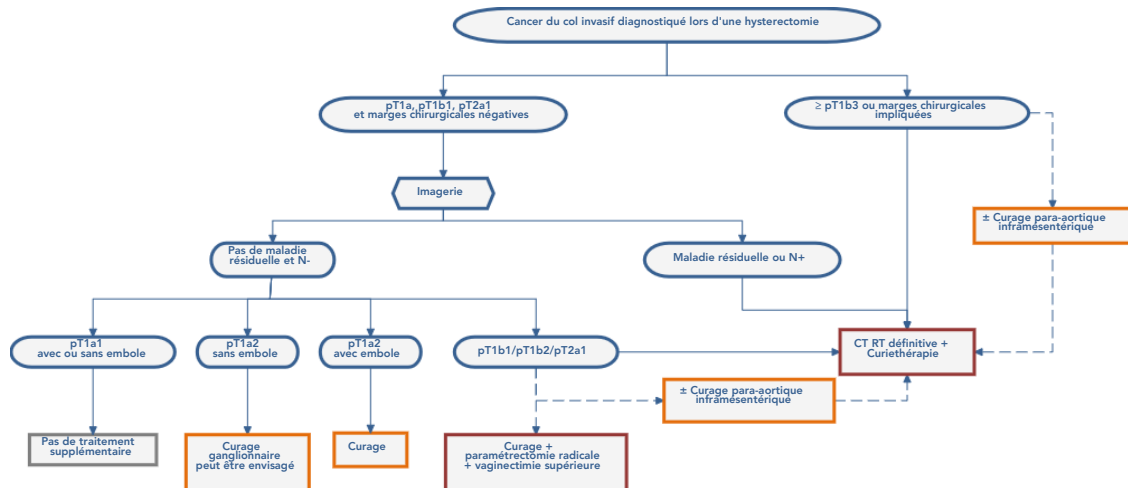 Cancer du col invasif diagnostiqué lors d'une hysterectomie
pT1a, pT1b1, pT2a1
et marges chirurgicales négatives
≥ pT1b3 ou marges chirurgicales
impliquées
Imagerie
± Curage para-aortique
inframésentérique
Pas de maladie
résiduelle et N-
Maladie résiduelle ou N+
pT1a1
avec ou sans embole
pT1a2
sans embole
pT1a2
avec embole
pT1b1/pT1b2/pT2a1
CT RT définitive +
Curiethérapie
± Curage para-aortique
inframésentérique
Pas de traitement
supplémentaire
Curage
ganglionnaire
peut être envisagé
Curage
Curage +
paramétrectomie radicale
+ vaginectimie supérieure